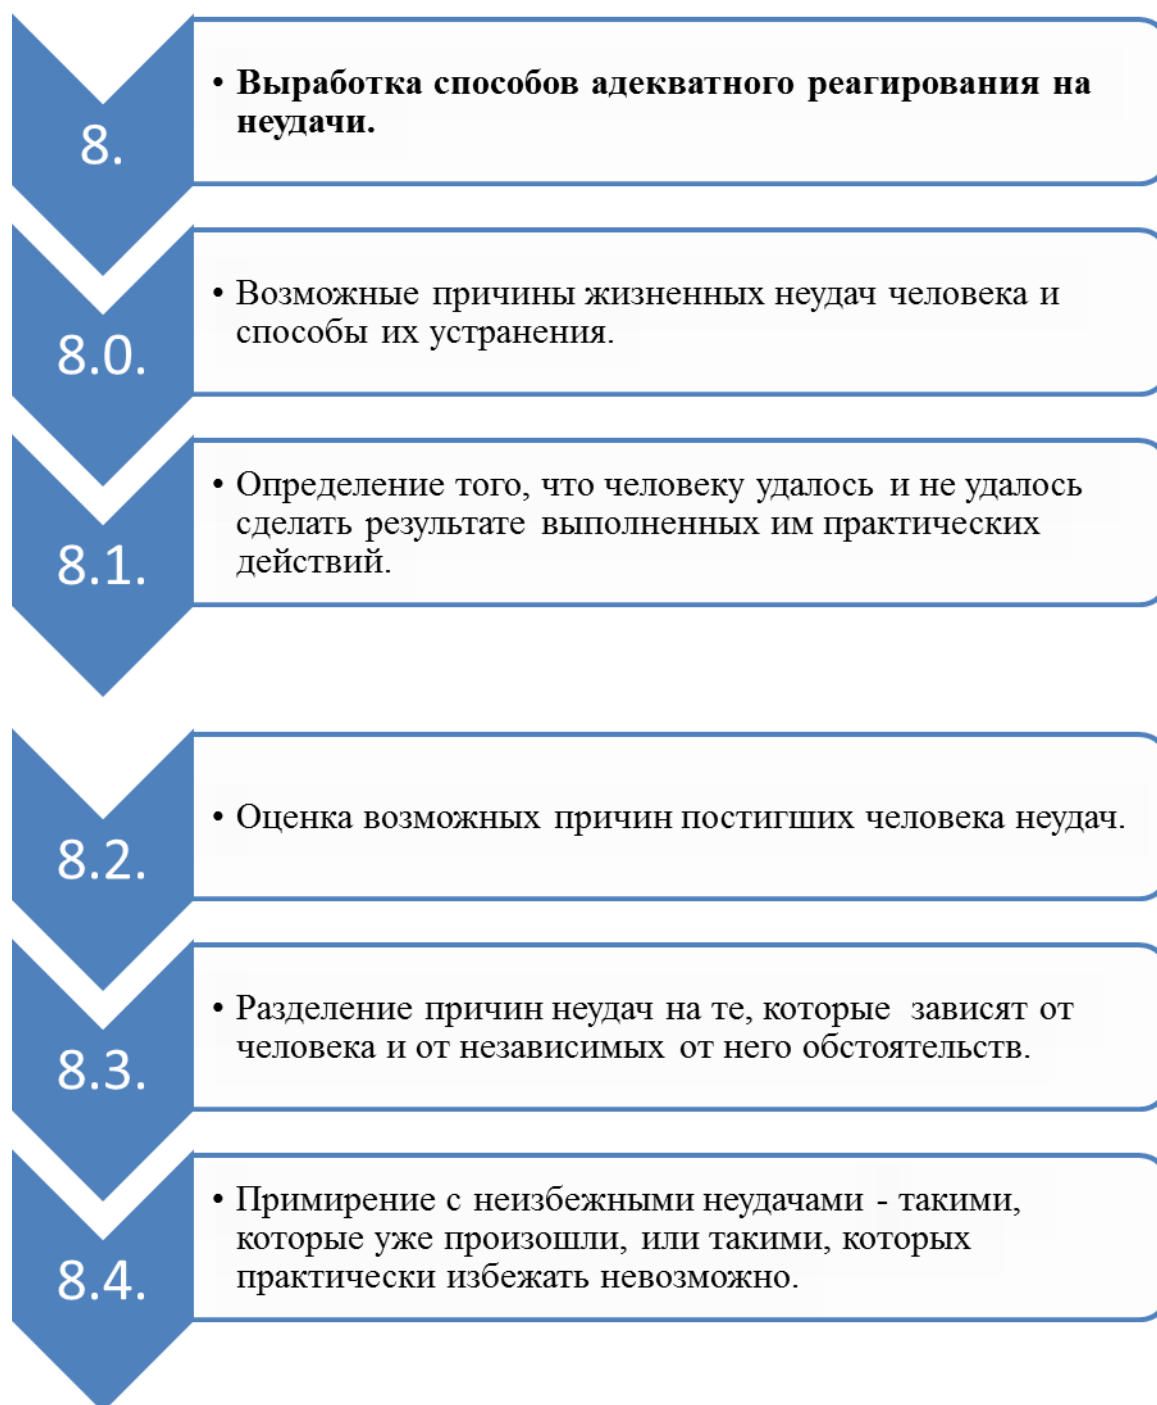 8.
• Выработка способов адекватного реагирования на
неудачи.
8.0.
• Возможные причины жизненных неудач человека и
способы их устранения.
8.1.
• Определение того, что человеку удалось и не удалось
сделать результате выполненных им практических
действий.
8.2.
• Оценка возможных причин постигших человека неудач.
8.3.
• Разделение причин неудач на те, которые зависят от
человека и от независимых от него обстоятельств.
8.4.
• Примирение с неизбежными неудачами - такими,
которые уже произошли, или такими, которых
практически избежать невозможно.